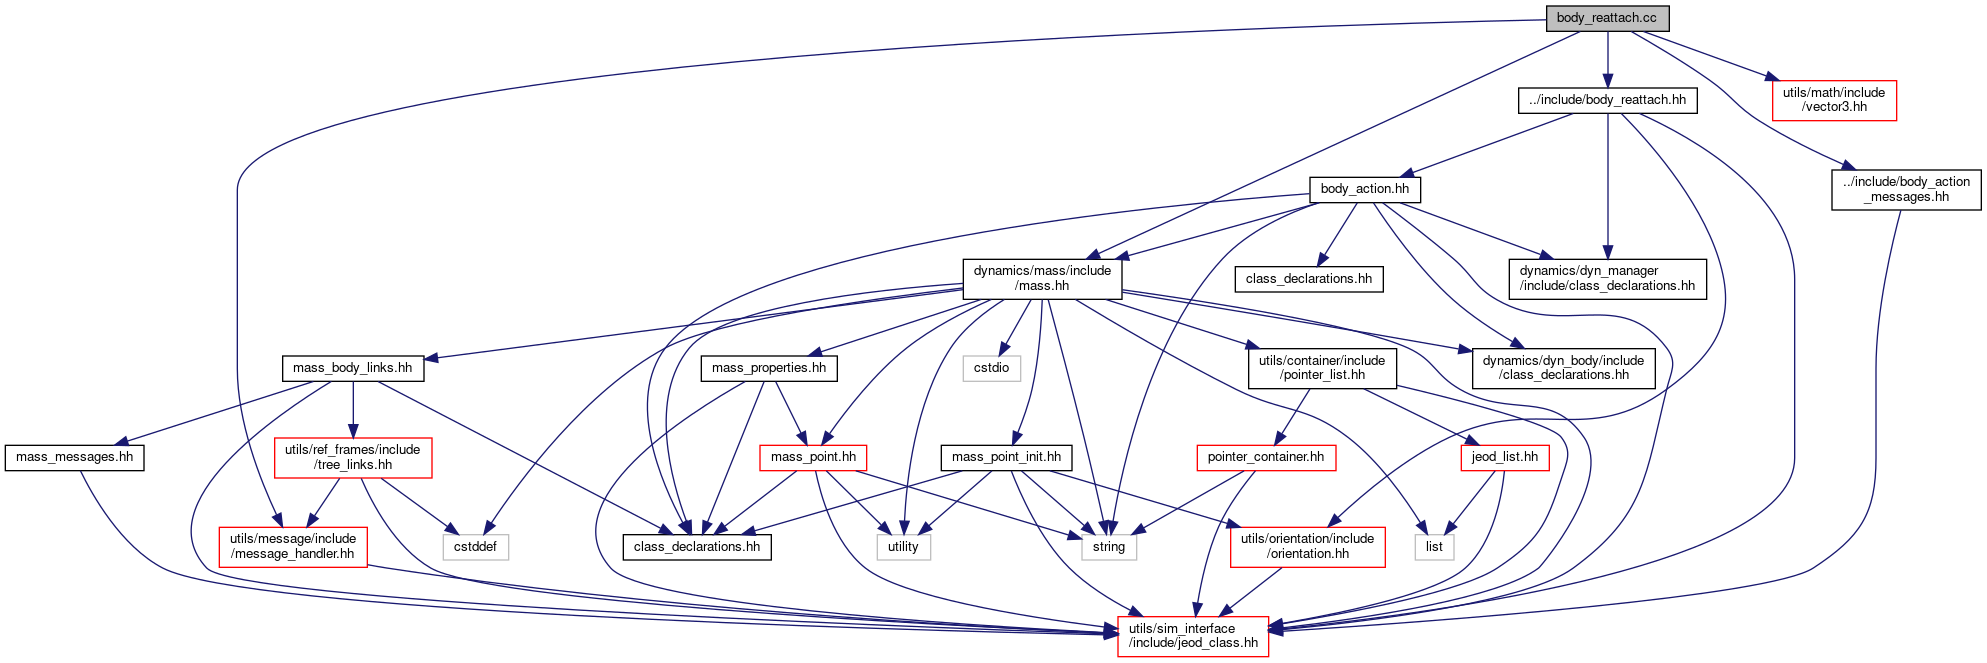 body_reattach.cc
utils/math/include
/vector3.hh
../include/body_reattach.hh
body_action.hh
../include/body_action
_messages.hh
dynamics/mass/include
/mass.hh
class_declarations.hh
dynamics/dyn_manager
/include/class_declarations.hh
mass_body_links.hh
mass_properties.hh
cstdio
utils/container/include
/pointer_list.hh
dynamics/dyn_body/include
/class_declarations.hh
mass_messages.hh
utils/ref_frames/include
/tree_links.hh
mass_point.hh
mass_point_init.hh
pointer_container.hh
jeod_list.hh
utils/message/include
/message_handler.hh
cstddef
class_declarations.hh
utility
string
utils/orientation/include
/orientation.hh
list
utils/sim_interface
/include/jeod_class.hh